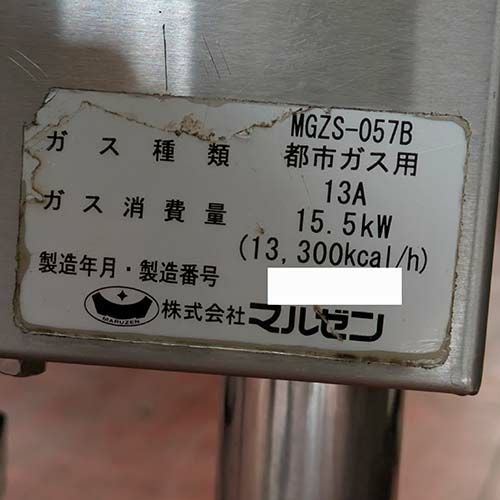 MGZS-057B
ガス種類 都市ガス用
13A
ガス消費量 15.5kW
(13,300kcal/h)
製造年月・製造番号
MARUZEN 株式会社 マルゼン